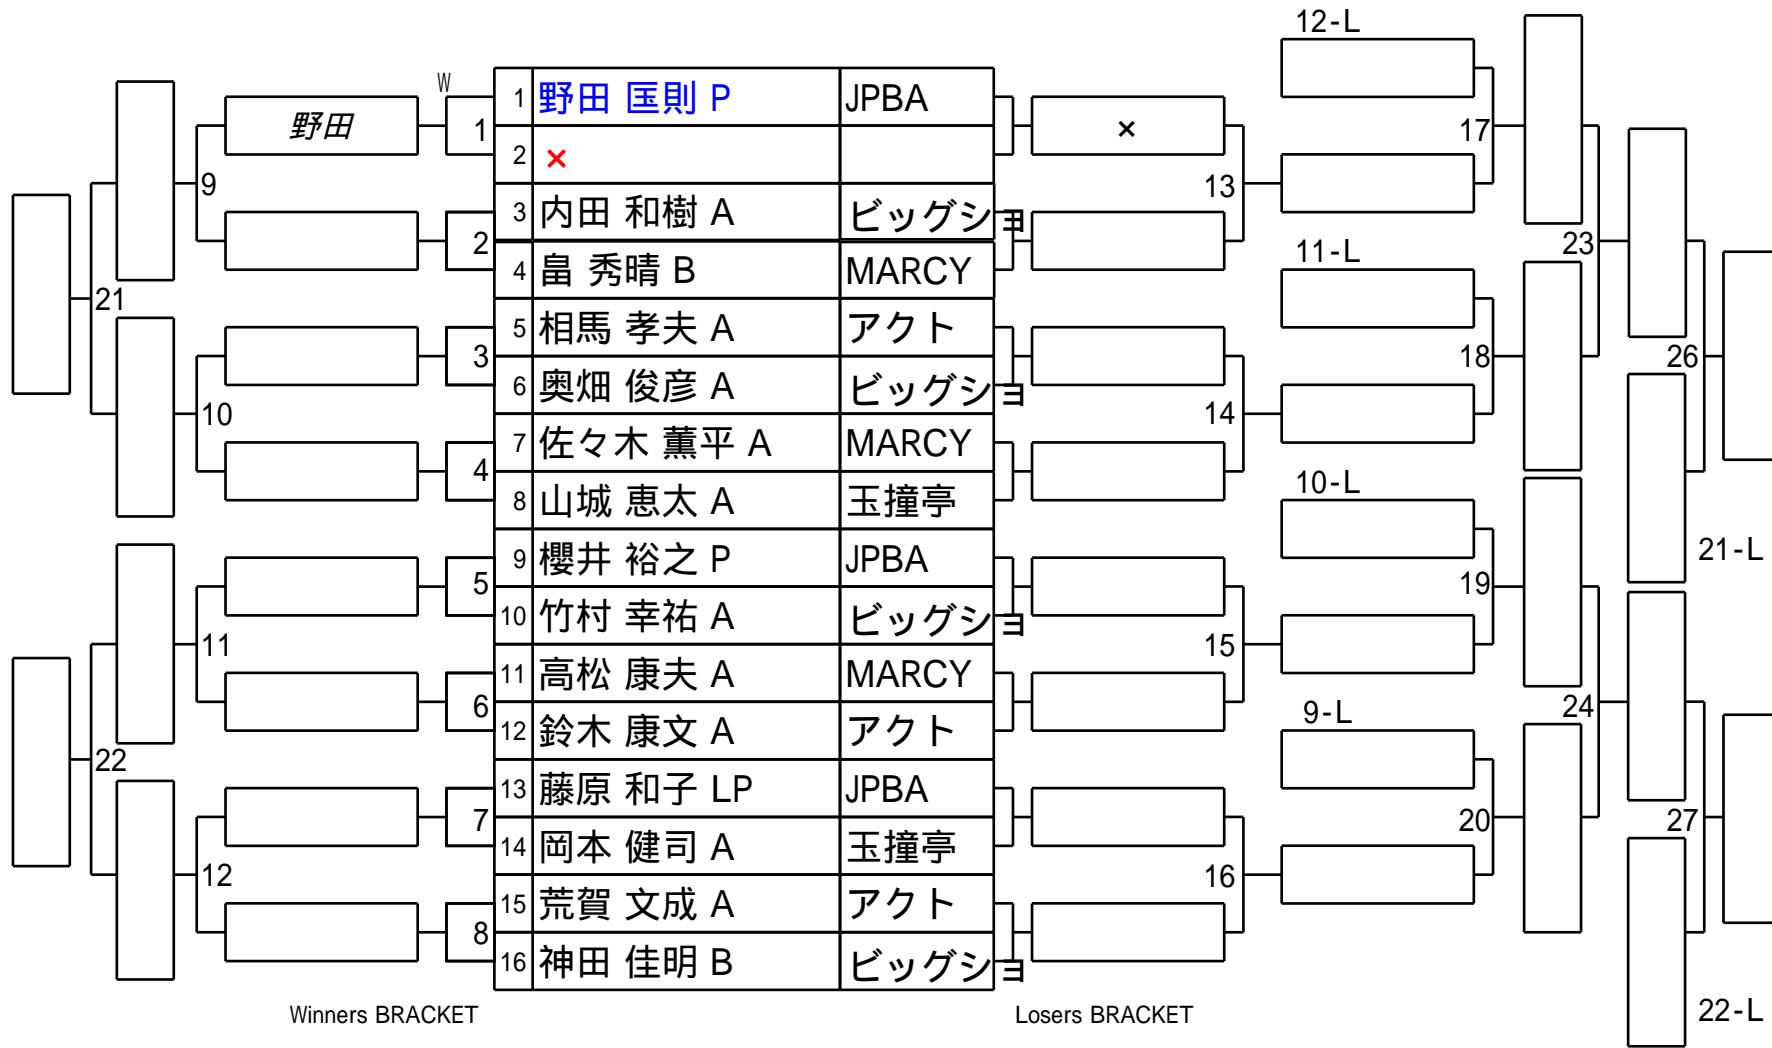 12-L
W
1 野田 匡則 P JPBA
野田
1
×
17
2 ×
9
13
3 内田 和樹 A ビッグショ
2
11-L
23
4 畠 秀晴 B MARCY
21
5 相馬 孝夫 A アクト
3
18
26
6 奥畑 俊彦 A ビッグショ
10
14
7 佐々木 薫平 A MARCY
4
10-L
8 山城 恵太 A 玉撞亭
9 櫻井 裕之 P JPBA
21-L
5
19
10 竹村 幸祐 A ビッグショ
11
15
11 高松 康夫 A MARCY
6
9-L
24
12 鈴木 康文 A アクト
22
13 藤原 和子 LP JPBA
7
20
27
14 岡本 健司 A 玉撞亭
12
16
15 荒賀 文成 A アクト
8
16 神田 佳明 B ビッグショ
Winners BRACKET
Losers BRACKET
22-L